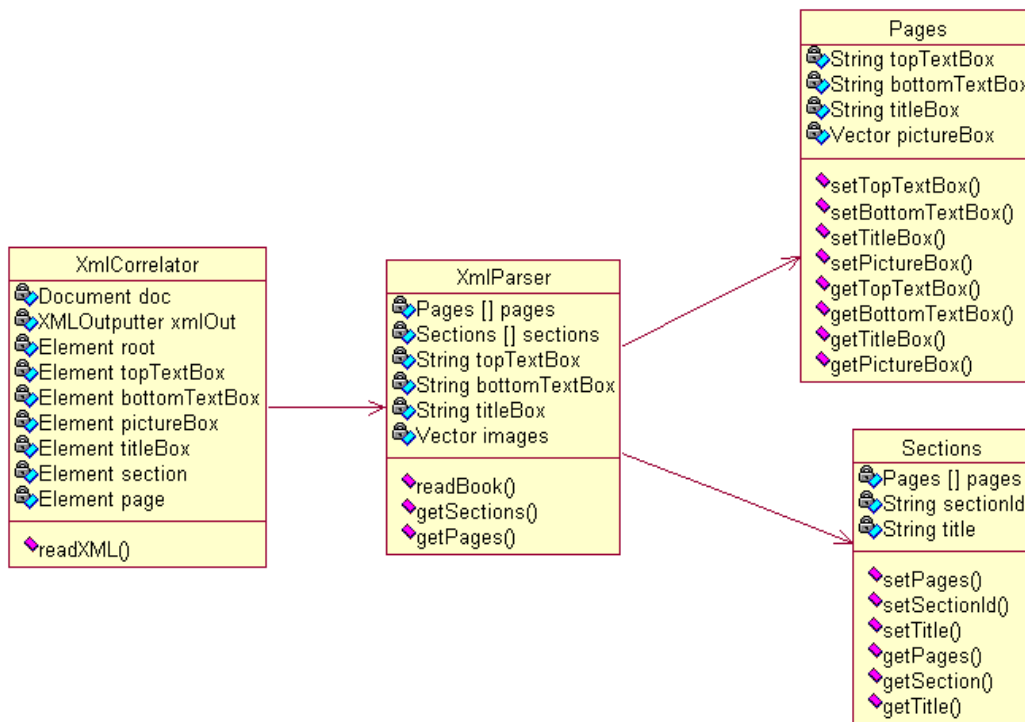 XmlCorrelator
Document doc
XMLOutputter xmlOut
Element root
Element topTextBox
Element bottomTextBox
Element pictureBox
Element titleBox
Element section
Element page
readXML()
XmlParser
Pages [] pages
Sections [] sections
String topTextBox
String bottomTextBox
String titleBox
Vector images
readBook()
getSections()
getPages()
Pages
String topTextBox
String bottomTextBox
String titleBox
Vector pictureBox
setTopTextBox()
setBottomTextBox()
setTitleBox()
setPictureBox()
getTopTextBox()
getBottomTextBox()
getTitleBox()
getPictureBox()
Sections
Pages [] pages
String sectionId
String title
setPages()
setSectionId()
setTitle()
getPages()
getSection()
getTitle()